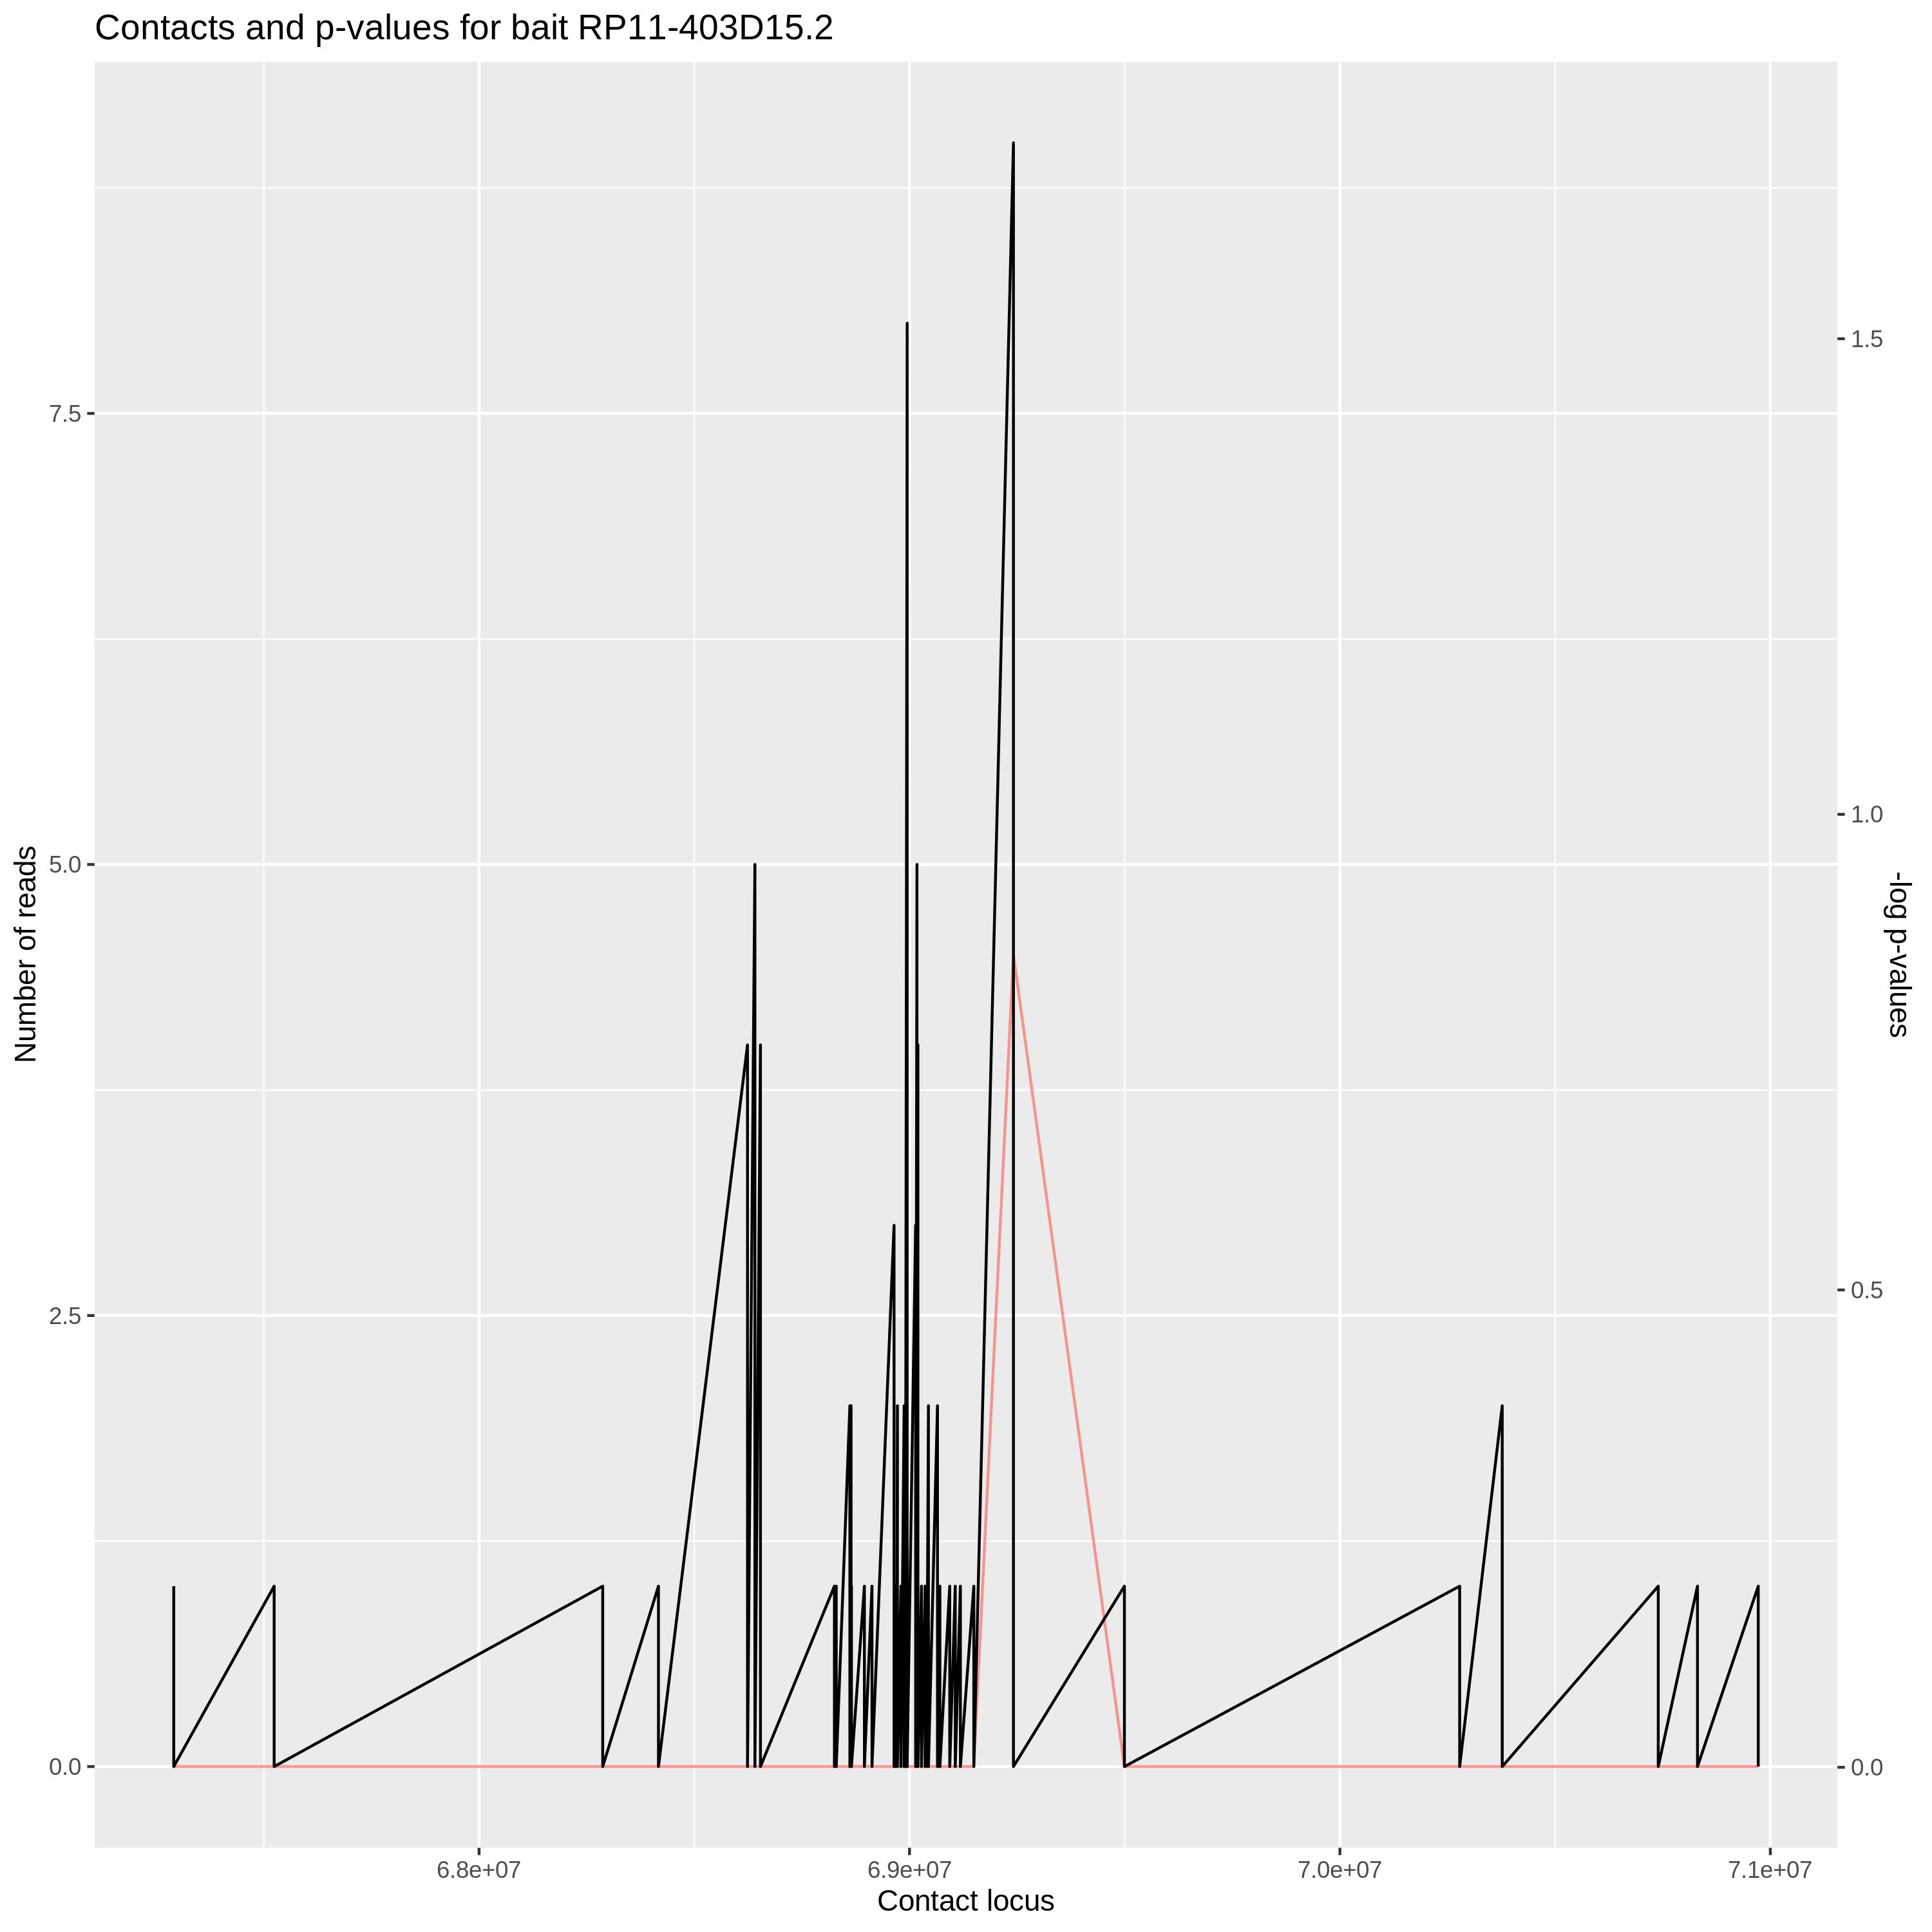 Contacts and p-values for bait RP11-403D15.2
Number of reads
7.5
5.0
2.5
0.0
1.5
1.0
0.5
0.0
-log p-values
6.8e+07
6.9e+07
7.0e+07
7.1e+07
Contact locus